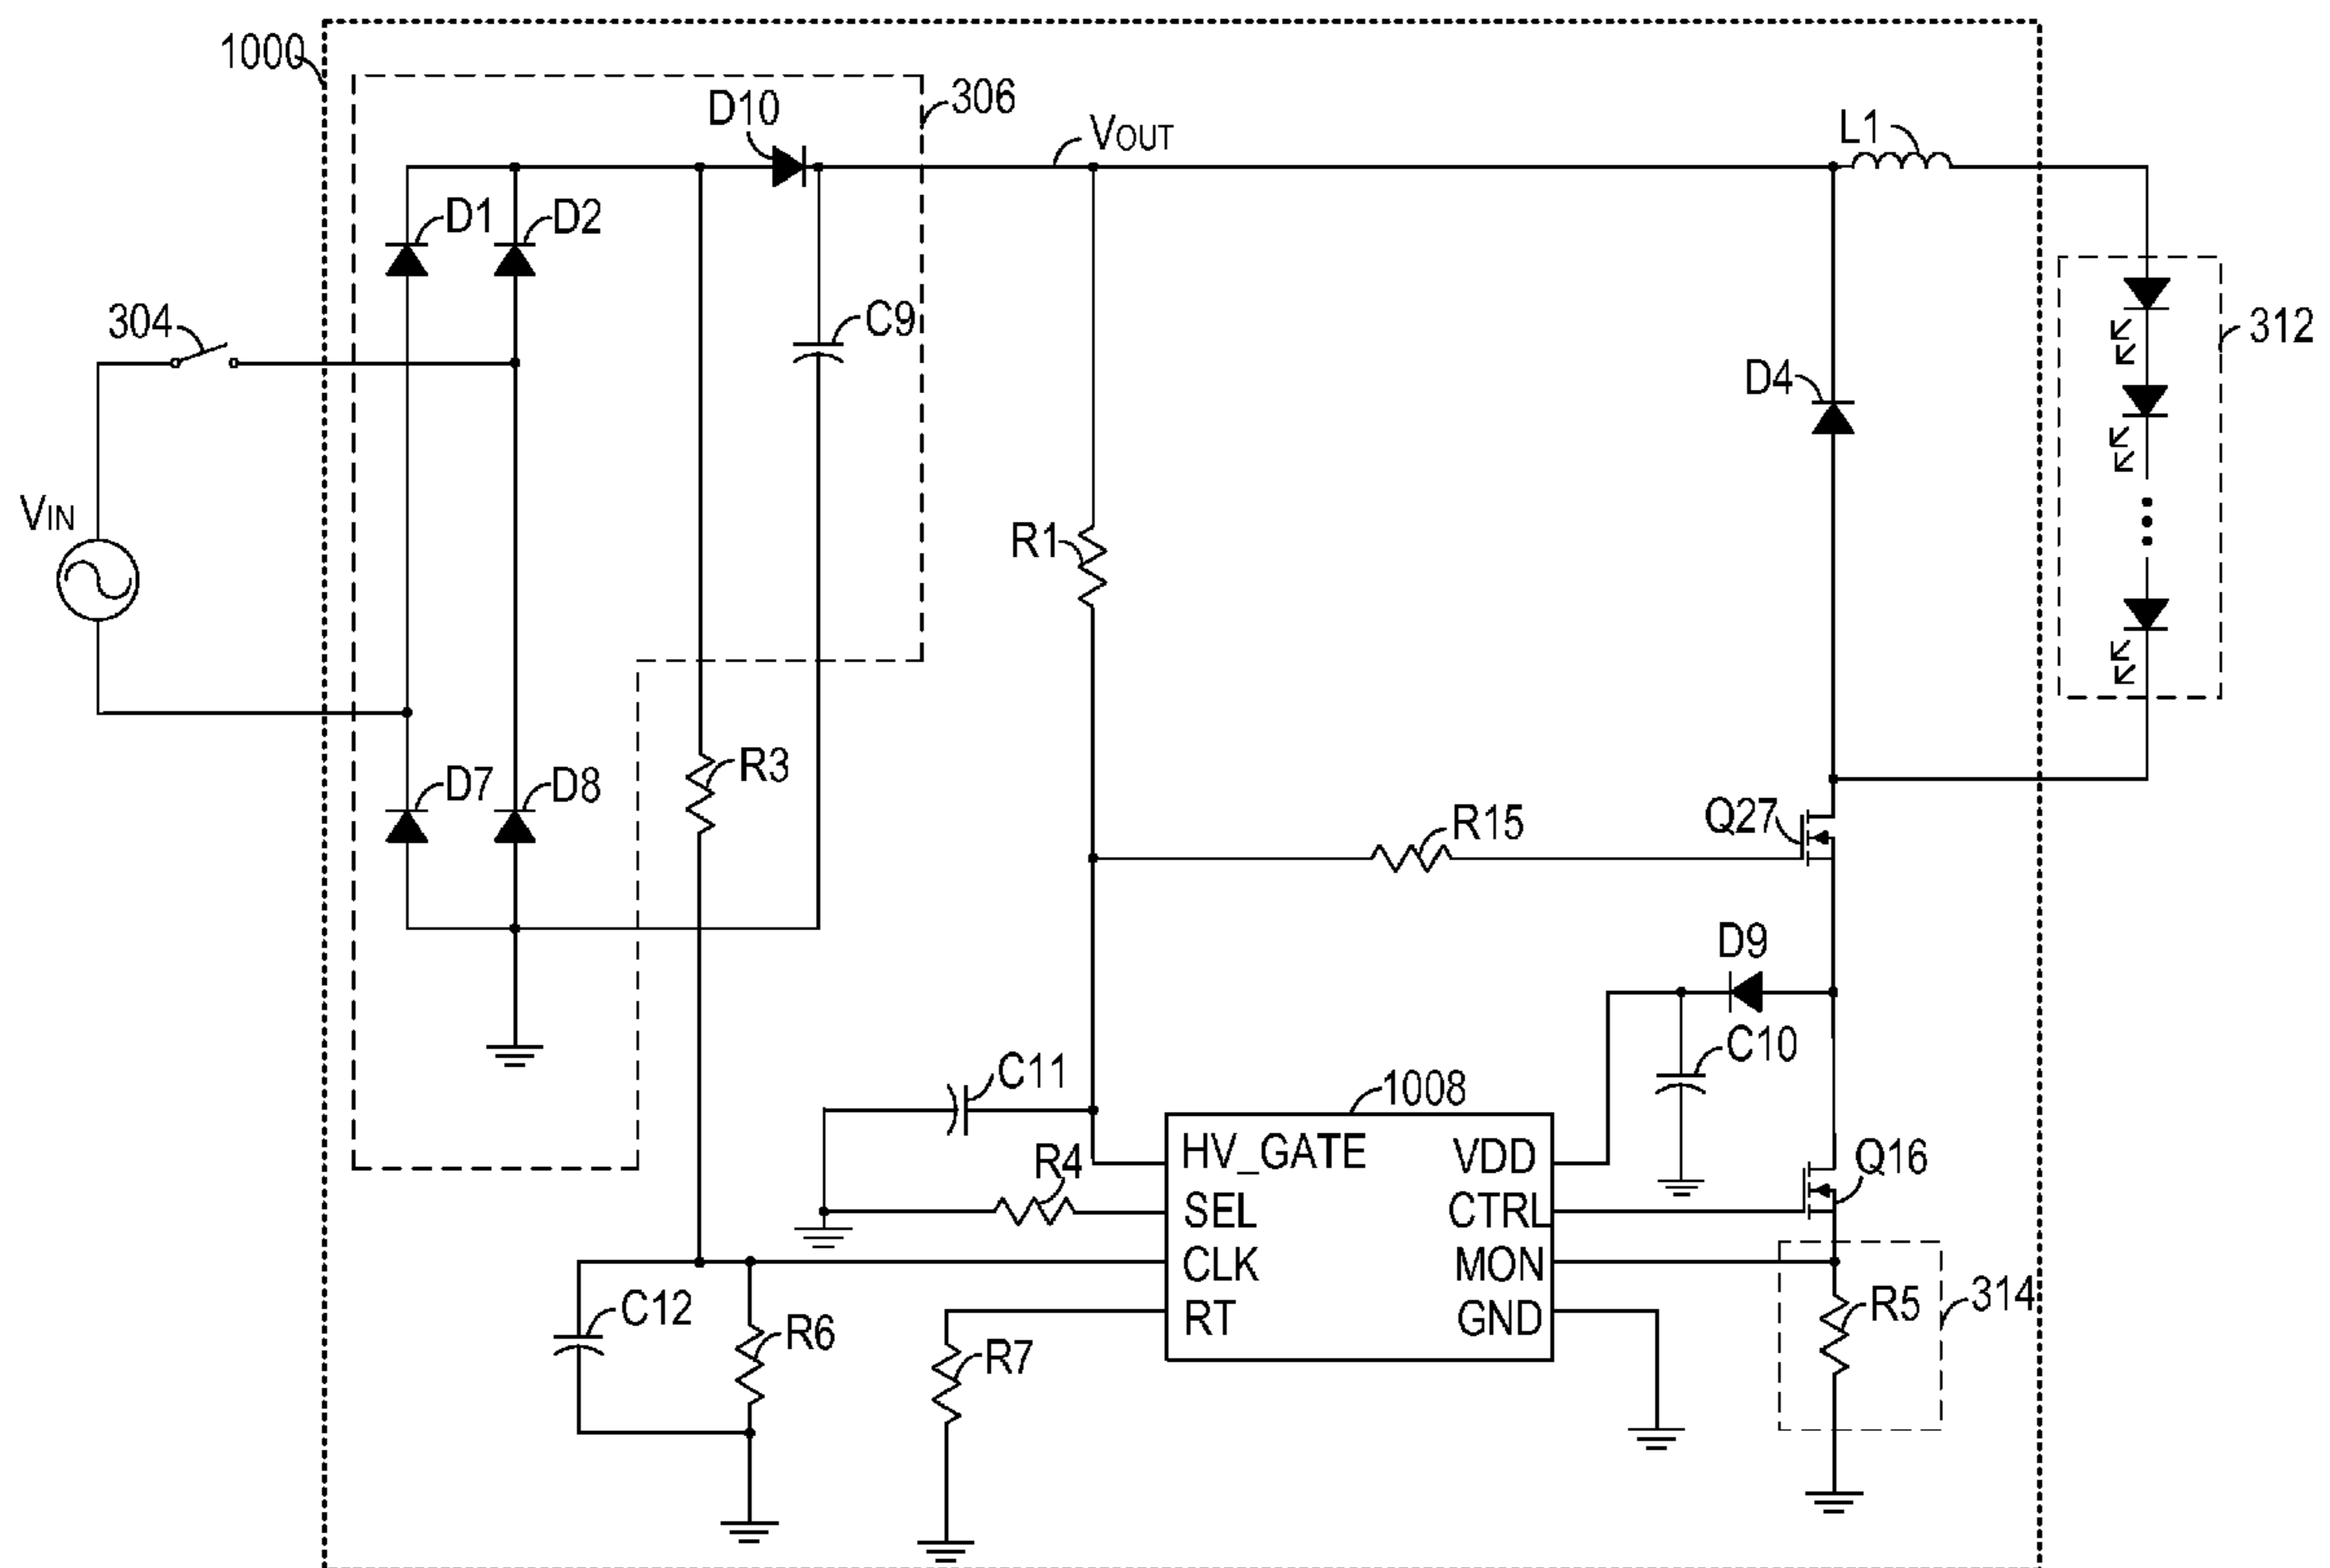 1000
306
D10
VOUT
L1
D1
D2
304
C9
312
D4
VIN
R1
R3
D7
D8
R15
Q27
D9
C10
C11
1008
R4
HV_GATE
VDD
Q16
SEL
CTRL
CLK
MON
314
C12
R6
RT
GND
R5
R7